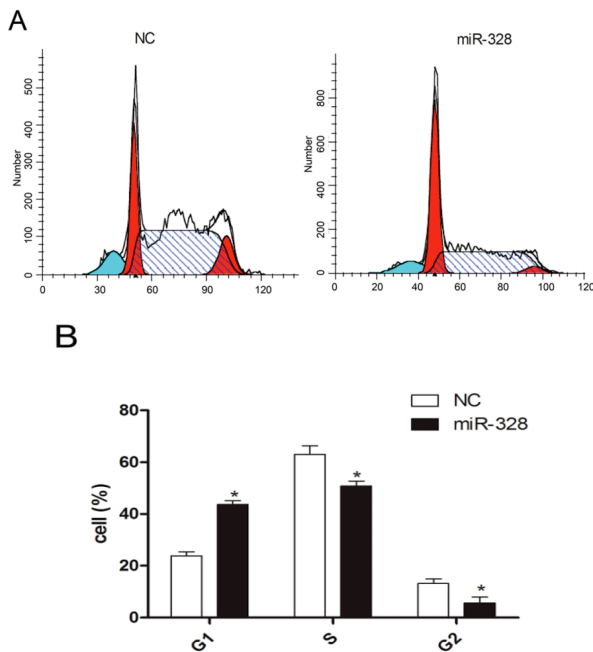 A
NC
miR-328
Number
0 100 200 300 400 500
0 30 60 90 120
Number
0 200 400 600 800
0 20 40 60 80 100 120
B
NC
miR-328
cell (%)
80
60
40
20
0
*
*
*
G1
S
G2